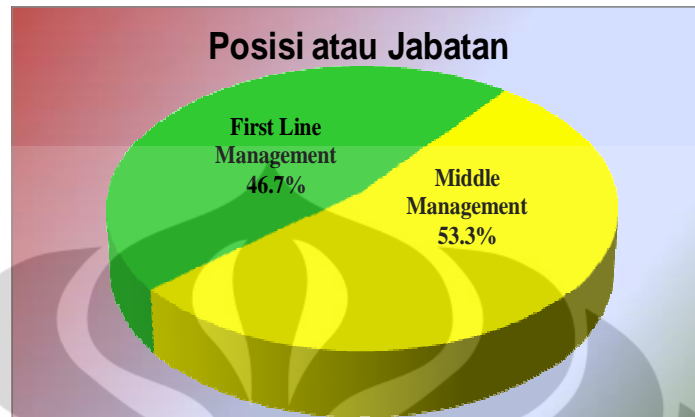 Posisi atau Jabatan
First Line
Management
46.7%
Middle
Management
53.3%